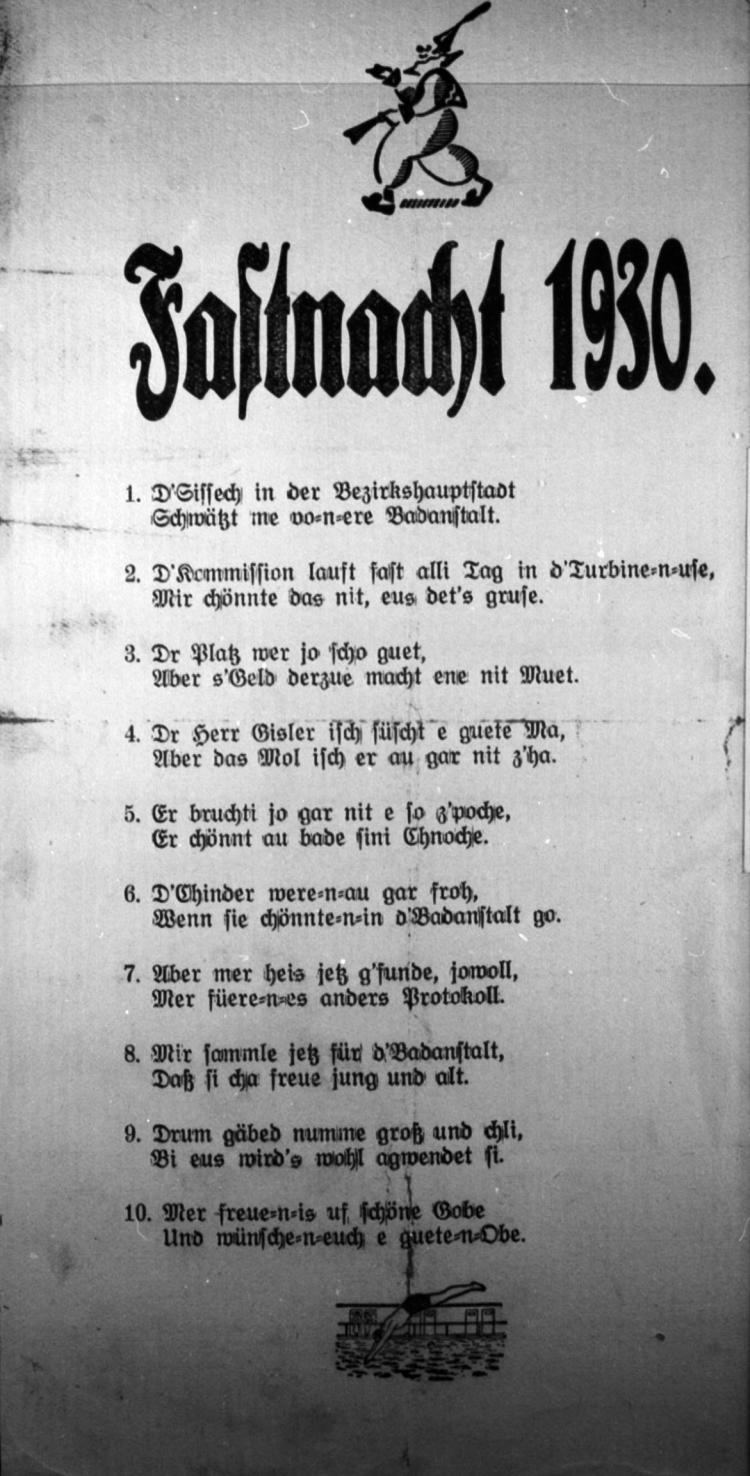 Fastnacht 1930.
1. D'Sissech in der Bezirkshauptstadt
Schwätzt me vo-n-ere Badanstalt.
2. D'Kommission lauft fast alli Tag in d'Turbine-n-use,
Mir chönnte das nit, eus det's gruse.
3. Dr Platz wer jo scho guet,
Aber s'Geld derzue macht ene nit Muet.
4. Dr Herr Gisler isch süscht e guete Ma,
Aber das Mol isch er au gar nit z'ha.
5. Er bruchti jo gar nit e so z'poche,
Er chönnt au bade sini Chnoche.
6. D'Chinder were-n-au gar froh,
Wenn sie chönnte-n-in d'Badanstalt go.
7. Aber mer heis jetz g'funde, jowoll,
Mer füere-n-es anders Protokoll.
8. Mir sammle jetz für d'Badanstalt,
Daß si cha freue jung und alt.
9. Drum gäbed numme groß und chli,
Bi eus wird's wohl agwendet si.
10. Mer freue-n-is uf schöne Gobe
Und wünsche-n-euch e guete-n-Obe.